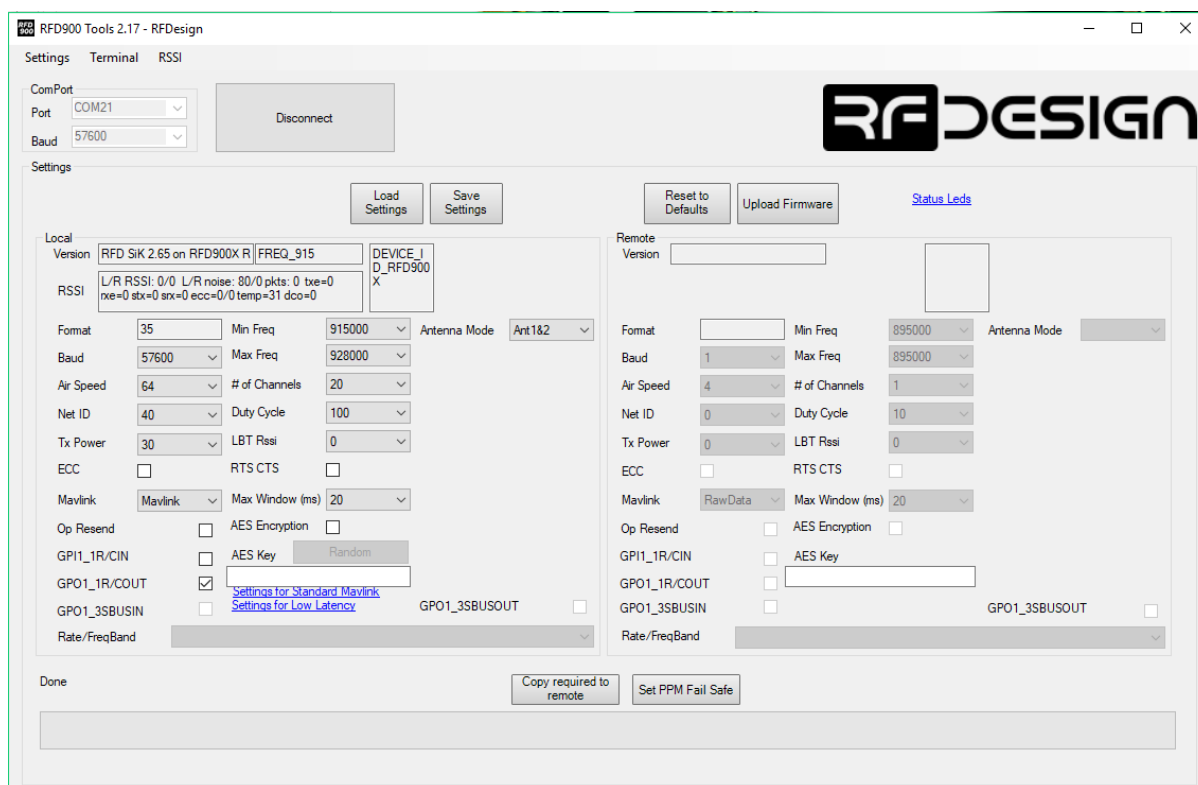 RFD
900
RFD900 Tools 2.17 - RFDesign
Settings Terminal RSSI
ComPort
Port COM21
Baud 57600
Disconnect
RFDESIGN
Settings
Load
Settings
Save
Settings
Reset to
Defaults
Upload Firmware
Status Leds
Local
Version RFD SiK 2.65 on RFD900X R FREQ_915
DEVICE_I
D_RFD900
X
RSSI
L/R RSSI: 0/0 L/R noise: 80/0 pkts: 0 txe=0
rxe=0 stx=0 srx=0 ecc=0/0 temp=31 dco=0
Format 35 Min Freq 915000 Antenna Mode Ant1&2
Baud 57600 Max Freq 928000
Air Speed 64 # of Channels 20
Net ID 40 Duty Cycle 100
Tx Power 30 LBT Rssi 0
ECC RTS CTS
Mavlink Mavlink Max Window (ms) 20
Op Resend AES Encryption
GPI1_1R/CIN AES Key Random
GPO1_1R/COUT
Settings for Standard Mavlink
Settings for Low Latency
GPO1_3SBUSIN GPO1_3SBUSOUT
Rate/FreqBand
Remote
Version
Format Min Freq 895000 Antenna Mode
Baud 1 Max Freq 895000
Air Speed 4 # of Channels 1
Net ID 0 Duty Cycle 10
Tx Power 0 LBT Rssi 0
ECC RTS CTS
Mavlink RawData Max Window (ms) 20
Op Resend AES Encryption
GPI1_1R/CIN AES Key
GPO1_1R/COUT
GPO1_3SBUSIN GPO1_3SBUSOUT
Rate/FreqBand
Done
Copy required to
remote
Set PPM Fail Safe